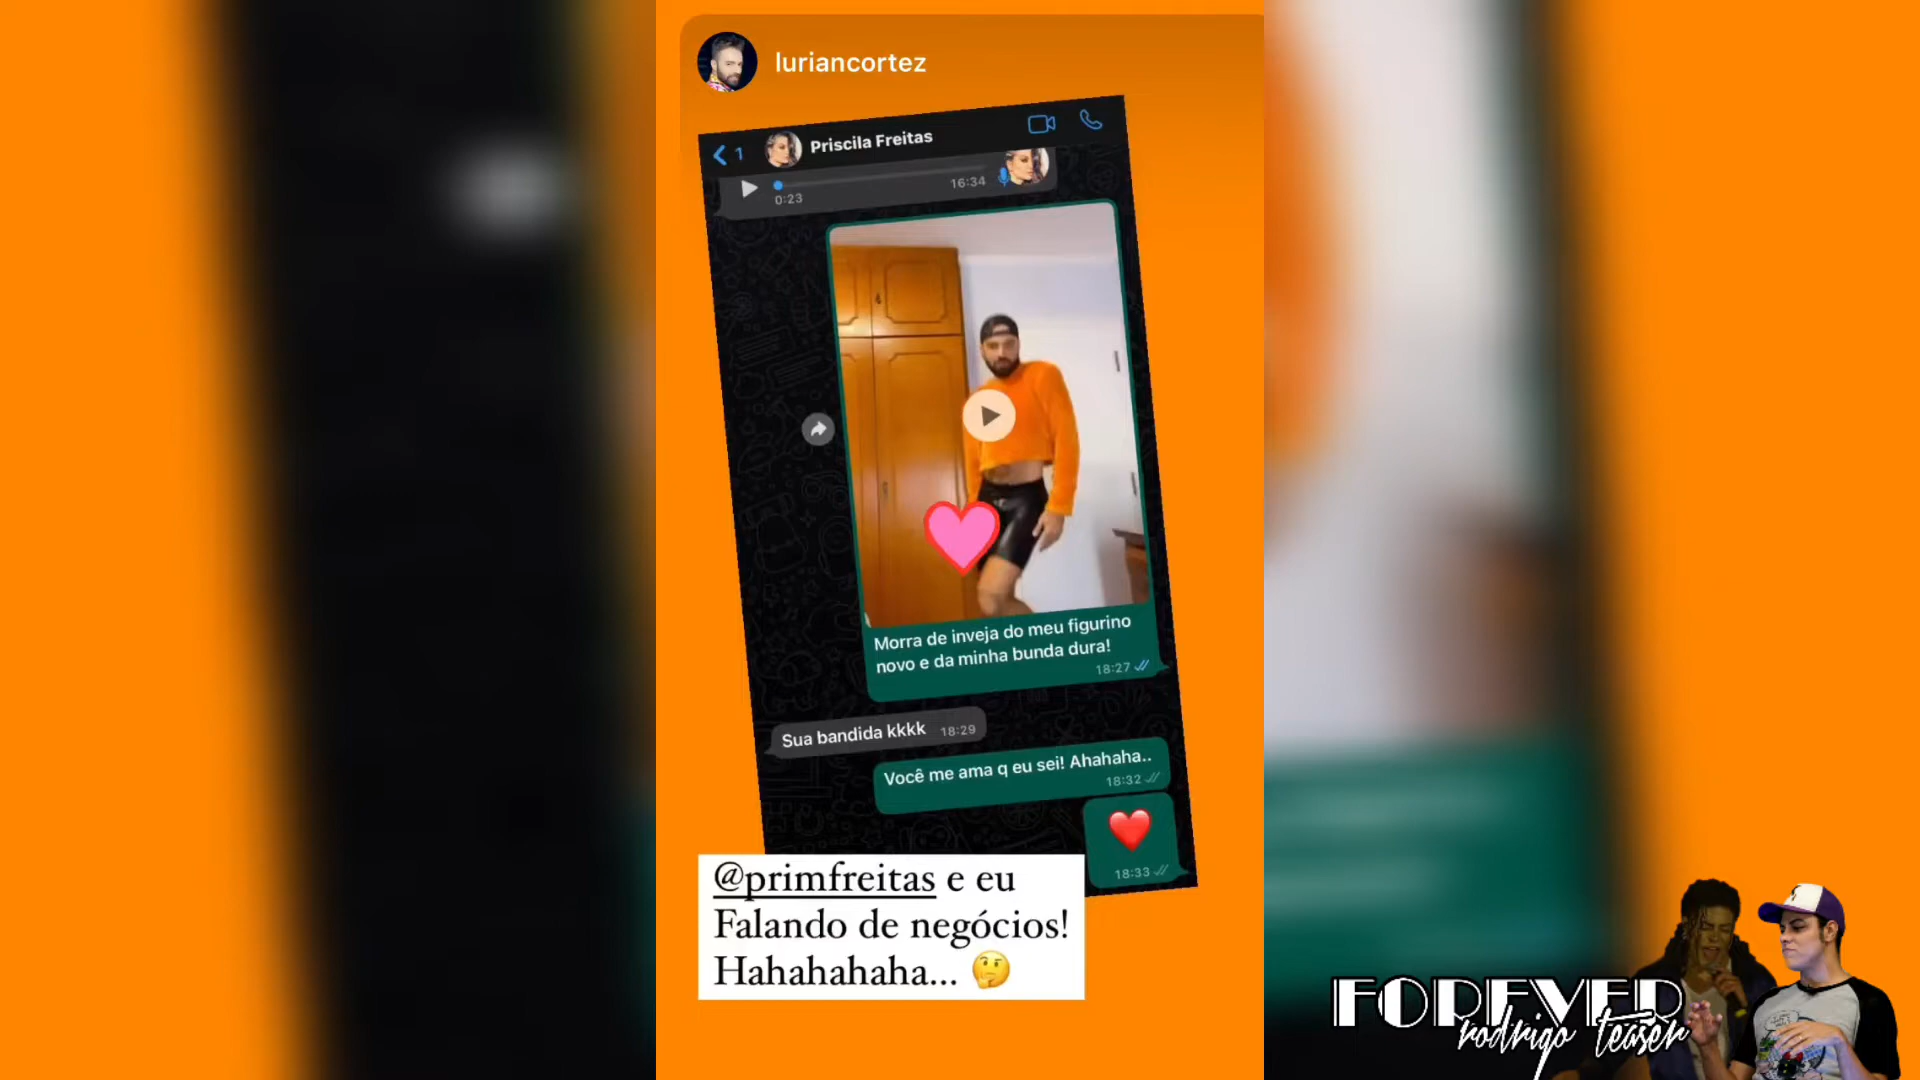 luriancortez
1
Priscila Freitas
0:23
16:34
Morra de inveja do meu figurino
novo e da minha bunda dura!
18:27
Sua bandida kkkk
18:29
Você me ama q eu sei! Ahahaha..
18:32
18:33
@primfreitas e eu
Falando de negócios!
Hahahahaha... 🤔
FOREVER
rodrigo teaser